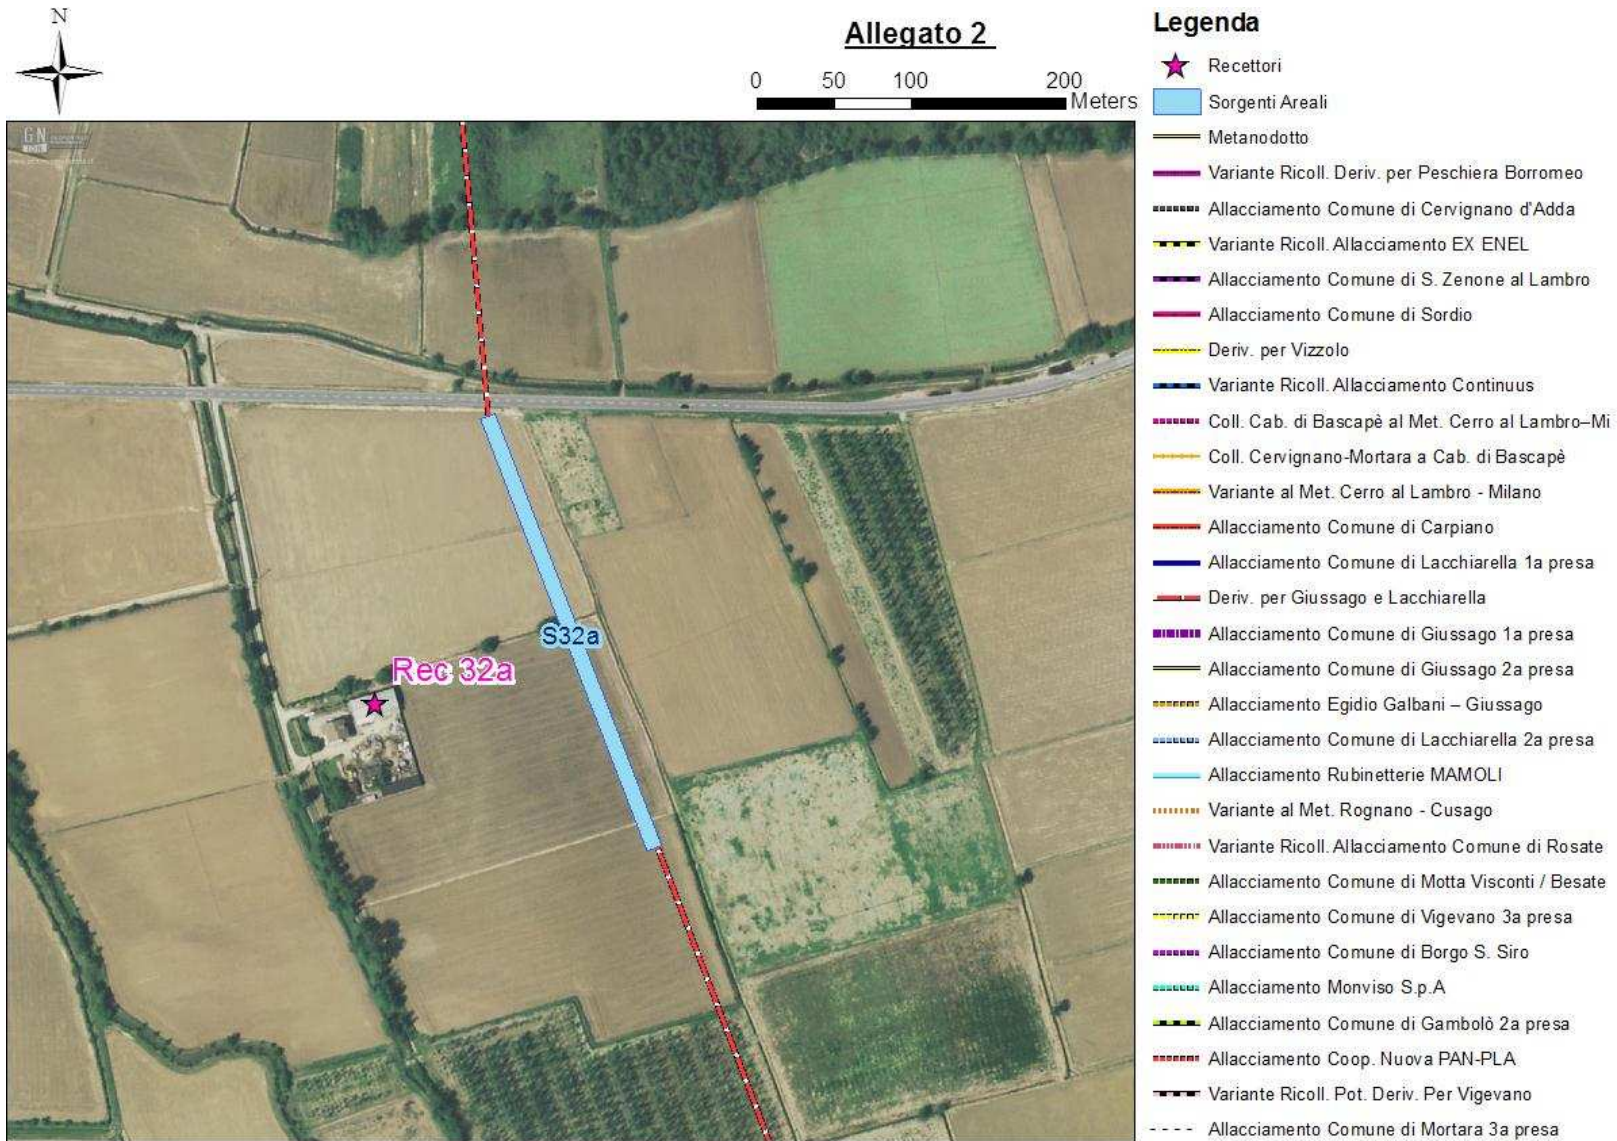 N
Allegato 2
0 50 100 200
Meters
GN
S32a
Rec 32a
Legenda
Recettori
Sorgenti Areali
Metanodotto
Variante Ricoll. Deriv. per Peschiera Borromeo
Allacciamento Comune di Cervignano d'Adda
Variante Ricoll. Allacciamento EX ENEL
Allacciamento Comune di S. Zenone al Lambro
Allacciamento Comune di Sordio
Deriv. per Vizzolo
Variante Ricoll. Allacciamento Continuus
Coll. Cab. di Bascapè al Met. Cerro al Lambro–Mi
Coll. Cervignano-Mortara a Cab. di Bascapè
Variante al Met. Cerro al Lambro - Milano
Allacciamento Comune di Carpiano
Allacciamento Comune di Lacchiarella 1a presa
Deriv. per Giussago e Lacchiarella
Allacciamento Comune di Giussago 1a presa
Allacciamento Comune di Giussago 2a presa
Allacciamento Egidio Galbani – Giussago
Allacciamento Comune di Lacchiarella 2a presa
Allacciamento Rubinetterie MAMOLI
Variante al Met. Rognano - Cusago
Variante Ricoll. Allacciamento Comune di Rosate
Allacciamento Comune di Motta Visconti / Besate
Allacciamento Comune di Vigevano 3a presa
Allacciamento Comune di Borgo S. Siro
Allacciamento Monviso S.p.A
Allacciamento Comune di Gambolò 2a presa
Allacciamento Coop. Nuova PAN-PLA
Variante Ricoll. Pot. Deriv. Per Vigevano
Allacciamento Comune di Mortara 3a presa